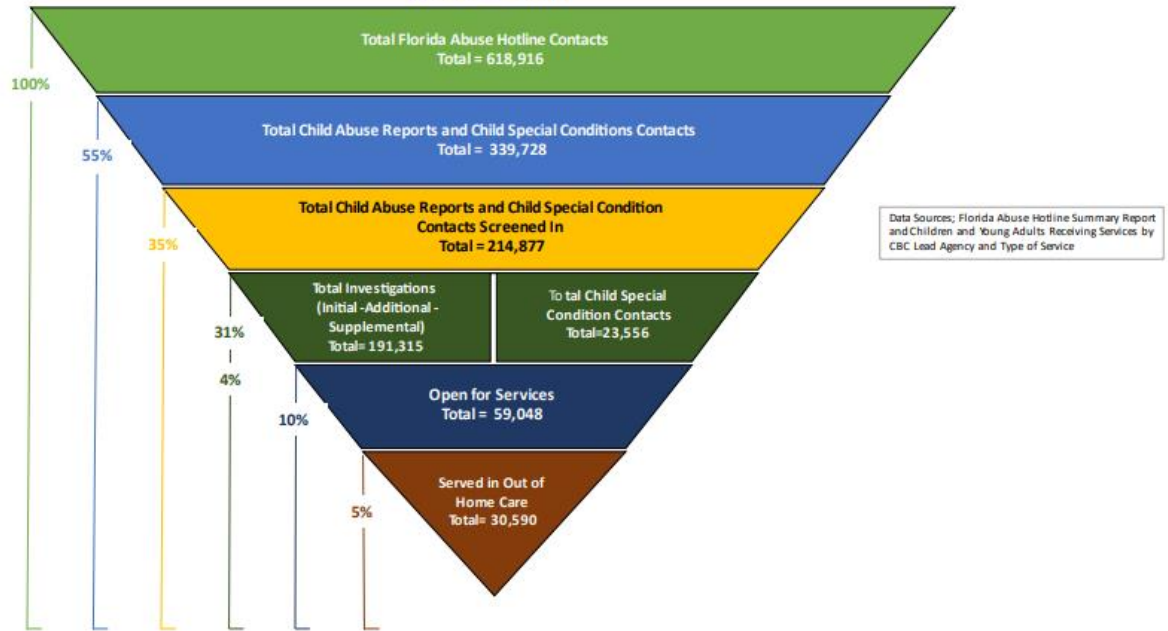 Total Florida Abuse Hotline Contacts
Total = 618,916
100%
Total Child Abuse Reports and Child Special Conditions Contacts
Total = 339,728
55%
Total Child Abuse Reports and Child Special Condition
Contacts Screened In
Total = 214,877
35%
Data Sources; Florida Abuse Hotline Summary Report
and Children and Young Adults Receiving Services by
CBC Lead Agency and Type of Service
Total Investigations
(Initial -Additional -
Supplemental)
Total= 191,315
Total Child Special
Condition Contacts
Total=23,556
31%
4%
Open for Services
Total = 59,048
10%
Served in Out of
Home Care
Total= 30,590
5%